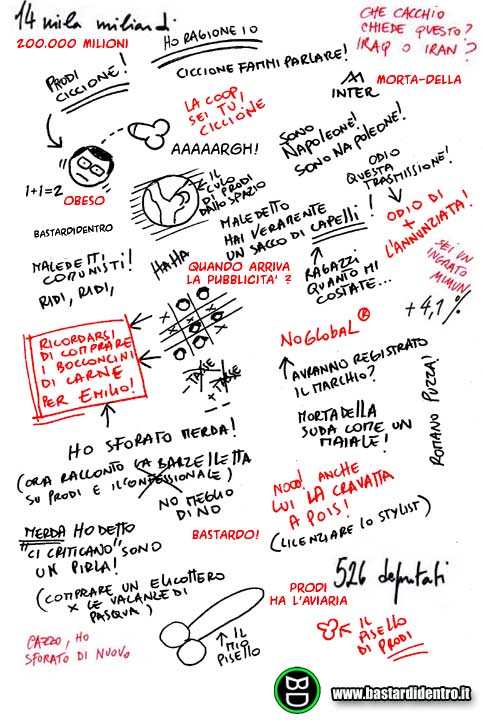 14 mila miliardi
200.000 MILIONI
HO RAGIONE IO
CHE CACCHIO
CHIEDE QUESTO?
IRAQ O IRAN?
PRODI
CICCIONE!
CICCIONE FAMMI PARLARE!
INTER
MORTA-DELLA
LA COOP,
SEI TU!
CICCIONE
SONO
NAPOLEONE!
SONO NAPOLEONE!
AAAAARGH!
1+1=2
OBESO
IL
CULO
DI PRODI
DALLO SPAZIO
ODIO
QUESTA
TRASMISSIONE!
ODIO DI
+
L'ANNUNZIATA!
BASTARDIDENTRO
MALEDETTO
HAI VERAMENTE
UN SACCO DI CAPELLI!
MALEDETTI
COMUNISTI!
RIDI, RIDI,
HAHA
QUANDO ARRIVA
LA PUBBLICITA' ?
RAGAZZI
QUANTO MI
COSTATE...
SEI UN
INGRATO
MIMUN
+4,1%
RICORDARSI
DI COMPRARE
I BOCCONCINI
DI CARNE
PER EMILIO!
- TASSE
+ TASSE
NOGLOBAL®
AVRANNO REGISTRATO
IL MARCHIO?
MORTADELLA
SUDA COME UN
MAIALE!
ROMANO PUZZA!
HO SFORATO MERDA!
(ORA RACCONTO LA BARZELLETTA
SU PRODI E IL CONFESSIONALE)
NO MEGLIO
DI NO
NOOO! ANCHE
LUI LA CRAVATTA
A POIS!
(LICENZIARE LO STYLIST)
MERDA HO DETTO
"CI CRITICANO" SONO
UN PIRLA!
BASTARDO!
(COMPRARE UN ELICOTTERO
X LE VACANZE DI
PASQUA)
526 deputati
PRODI
HA L'AVIARIA
CAZZO, HO
SFORATO DI NUOVO
IL MIO
PISELLO
IL
PISELLO
DI PRODI
www.bastardidentro.it